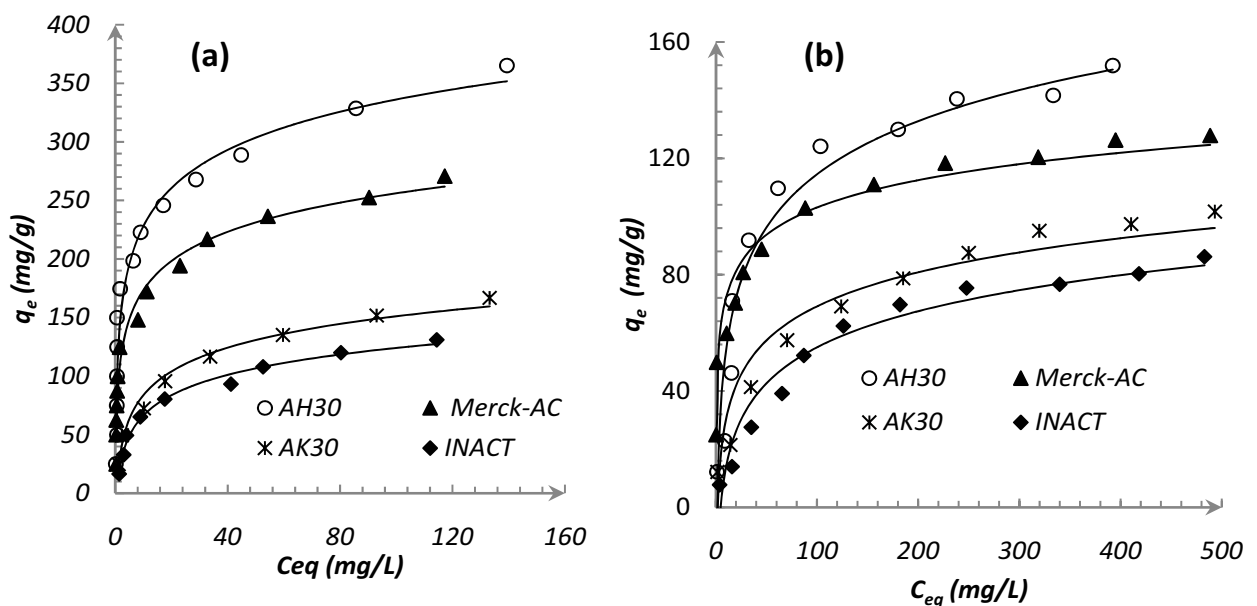 (a)
q_e (mg/g)
400
350
300
250
200
150
100
50
0
0 40 80 120 160
Ceq (mg/L)
AH30 Merck-AC
AK30 INACT
(b)
q_e (mg/g)
160
120
80
40
0
0 100 200 300 400 500
C_eq (mg/L)
AH30 Merck-AC
AK30 INACT